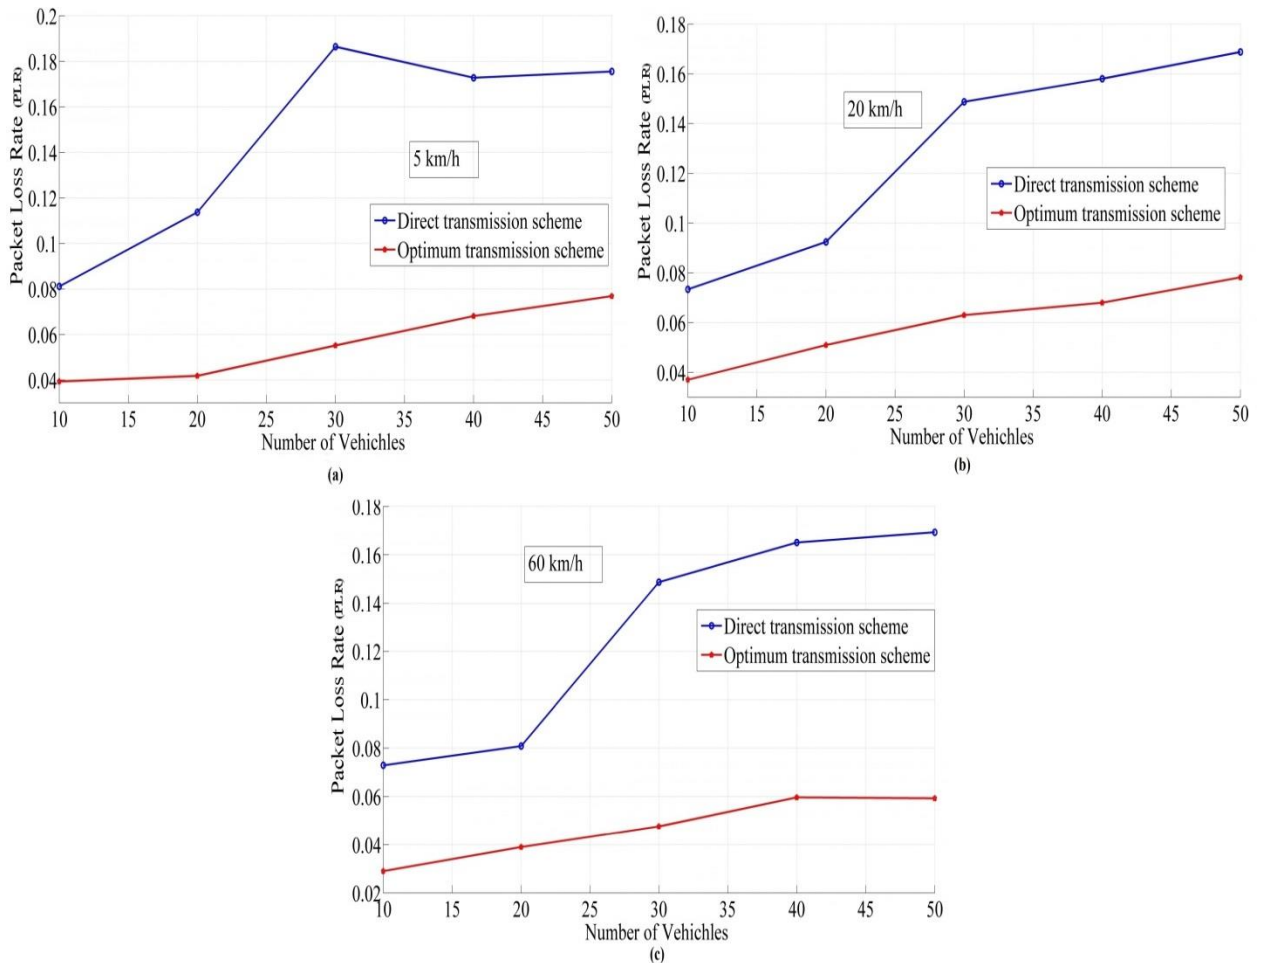 0.2
0.18
0.16
0.14
0.12
0.1
0.08
0.06
0.04
10 15 20 25 30 35 40 45 50
Packet Loss Rate (PLR)
5 km/h
Direct transmission scheme
Optimum transmission scheme
Number of Vehichles
(a)
0.18
0.16
0.14
0.12
0.1
0.08
0.06
0.04
10 15 20 25 30 35 40 45 50
Packet Loss Rate (PLR)
20 km/h
Direct transmission scheme
Optimum transmission scheme
Number of Vehichles
(b)
0.18
0.16
0.14
0.12
0.1
0.08
0.06
0.04
0.02
10 15 20 25 30 35 40 45 50
Packet Loss Rate (PLR)
60 km/h
Direct transmission scheme
Optimum transmission scheme
Number of Vehichles
(c)